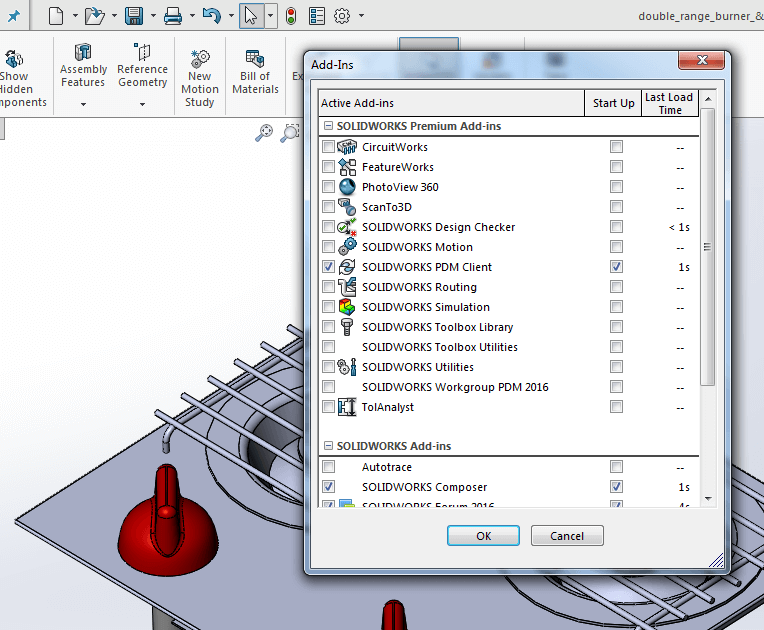 double_range_burner_&
Show
Hidden
mponents
Assembly
Features
Reference
Geometry
New
Motion
Study
Bill of
Materials
Add-Ins
Active Add-ins
Start Up
Last Load
Time
SOLIDWORKS Premium Add-ins
CircuitWorks --
FeatureWorks --
PhotoView 360 --
ScanTo3D --
SOLIDWORKS Design Checker < 1s
SOLIDWORKS Motion --
SOLIDWORKS PDM Client 1s
SOLIDWORKS Routing --
SOLIDWORKS Simulation --
SOLIDWORKS Toolbox Library --
SOLIDWORKS Toolbox Utilities --
SOLIDWORKS Utilities --
SOLIDWORKS Workgroup PDM 2016 --
TolAnalyst --
SOLIDWORKS Add-ins
Autotrace --
SOLIDWORKS Composer 1s
SOLIDWORKS Forum 2016 4s
OK
Cancel